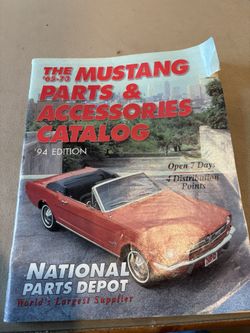 THE '65-73 MUSTANG
PARTS &
ACCESSORIES
CATALOG
'94 EDITION
Open 7 Days
4 Distribution
Points
NATIONAL
PARTS DEPOT
World's Largest Supplier